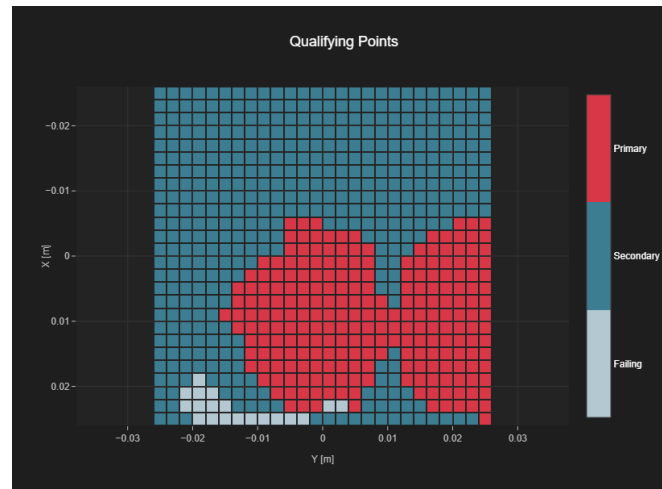 Qualifying Points
−0.02
−0.01
0
0.01
0.02
X [m]
−0.03
−0.02
−0.01
0
0.01
0.02
0.03
Y [m]
Primary
Secondary
Failing